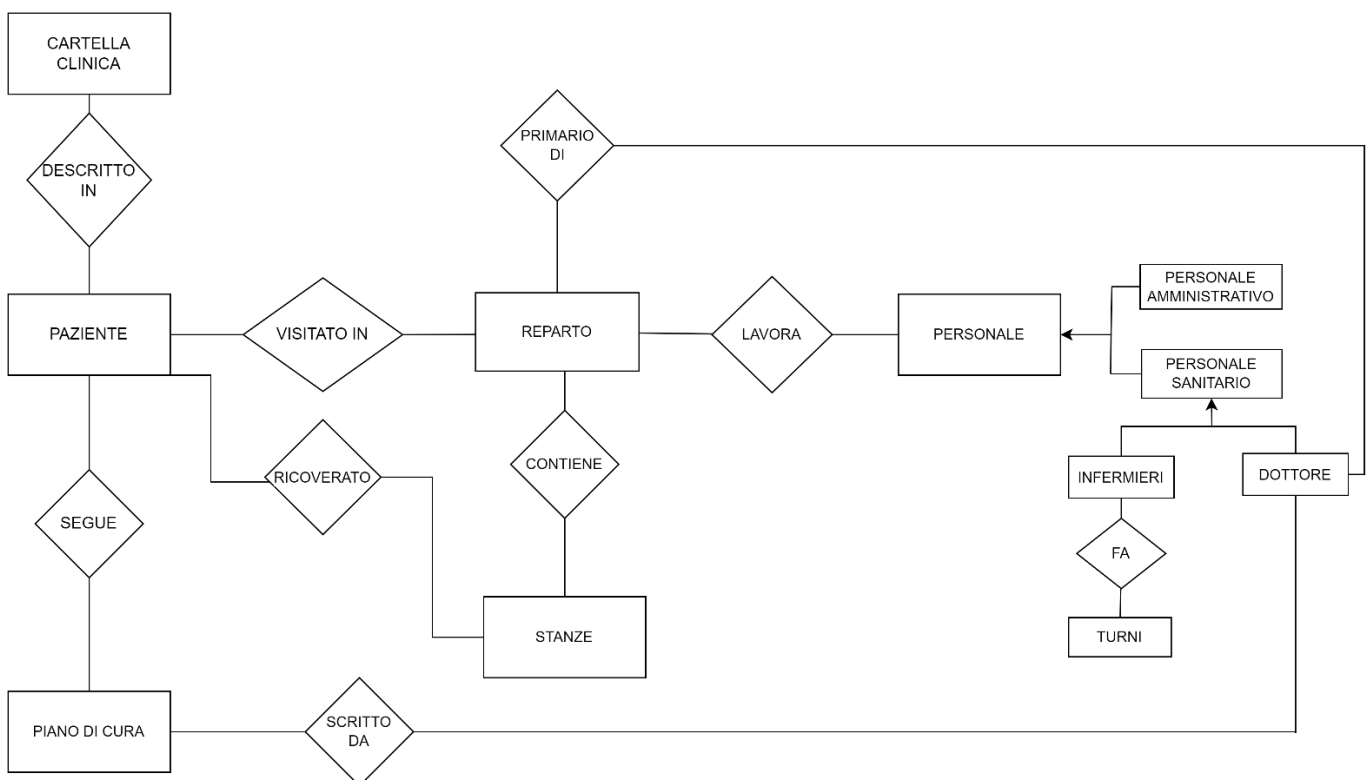 CARTELLA
CLINICA
DESCRITTO
IN
PRIMARIO
DI
PAZIENTE
VISITATO IN
REPARTO
LAVORA
PERSONALE
PERSONALE
AMMINISTRATIVO
PERSONALE
SANITARIO
RICOVERATO
CONTIENE
INFERMIERI
DOTTORE
SEGUE
FA
STANZE
TURNI
PIANO DI CURA
SCRITTO
DA